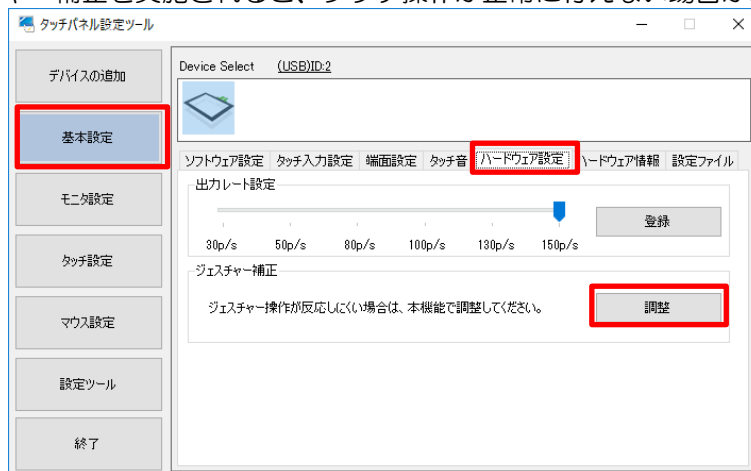 タッチパネル設定ツール
デバイスの追加
基本設定
モニタ設定
タッチ設定
マウス設定
設定ツール
終了
Device Select (USB)ID:2
ソフトウェア設定 タッチ入力設定 端面設定 タッチ音 ハードウェア設定 ハードウェア情報 設定ファイル
出力レート設定
30p/s 50p/s 80p/s 100p/s 130p/s 150p/s
登録
ジェスチャー補正
ジェスチャー操作が反応しにくい場合は、本機能で調整してください。
調整